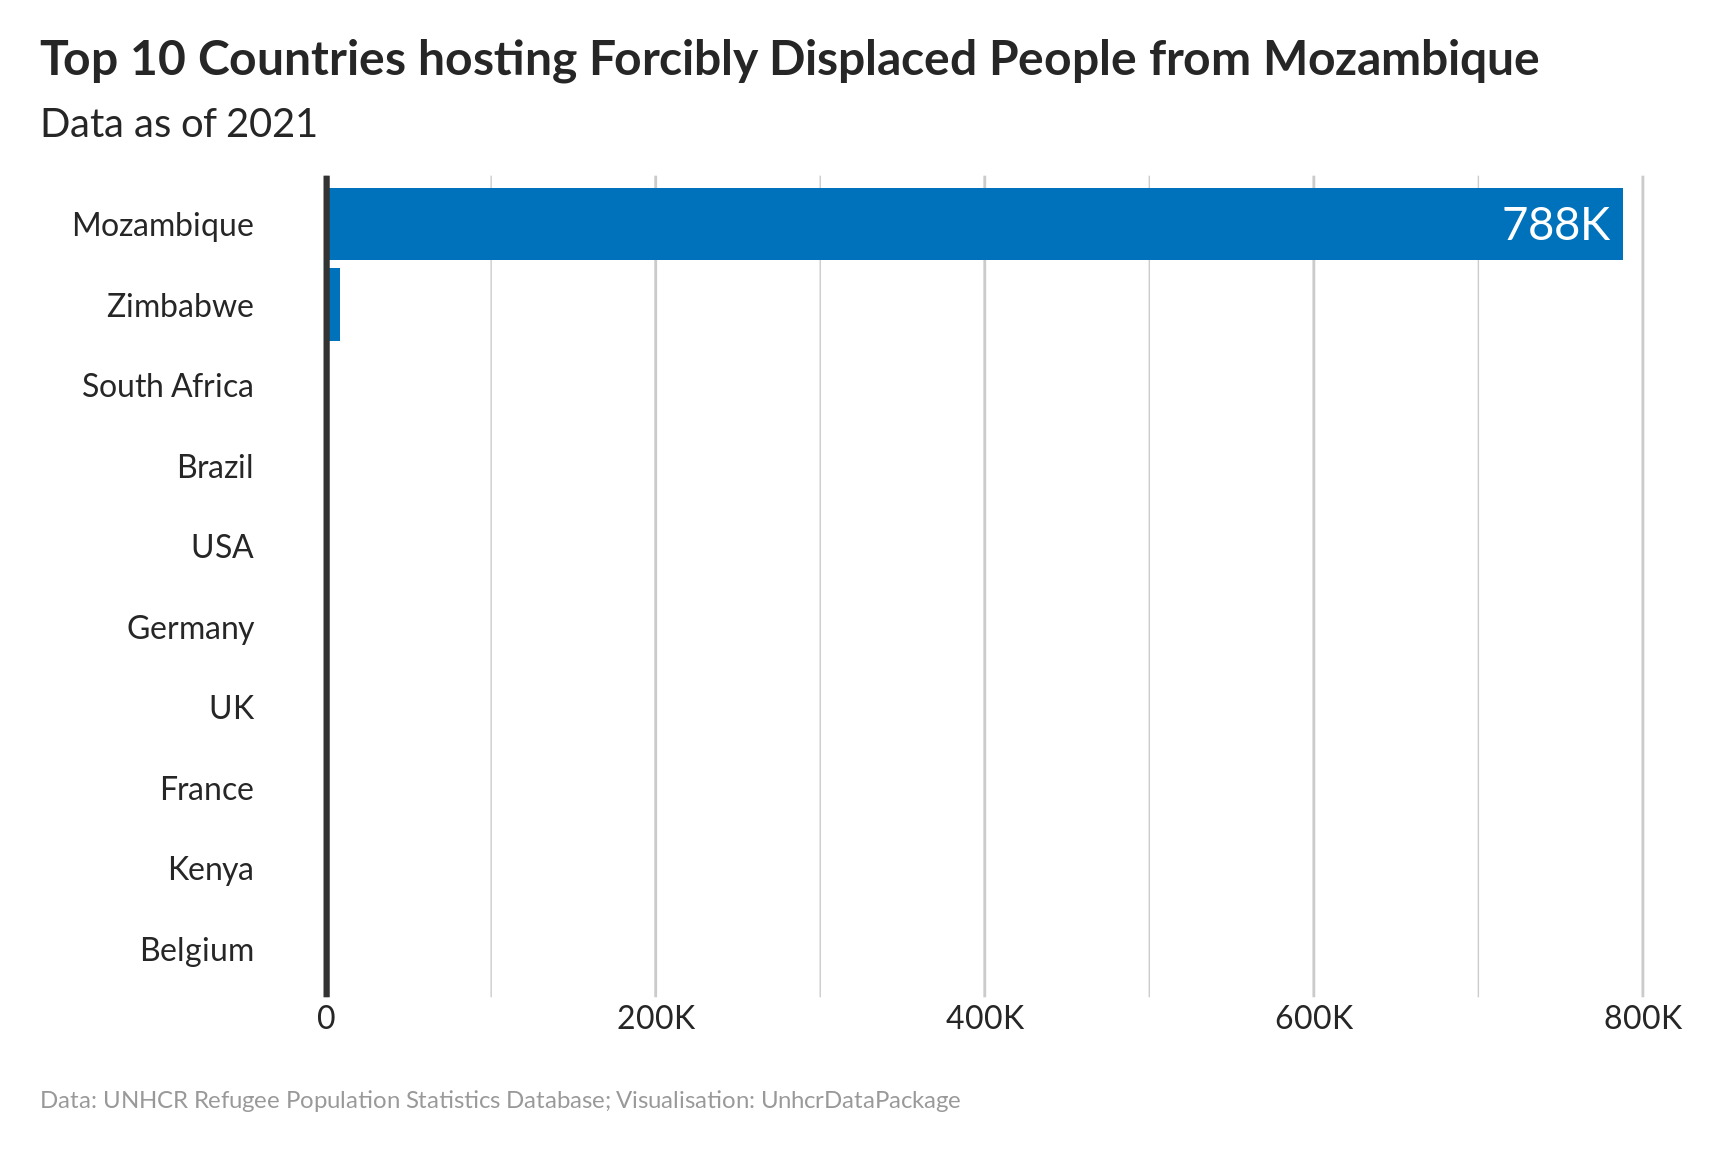 Top 10 Countries hosting Forcibly Displaced People from Mozambique
Data as of 2021
Mozambique
788K
Zimbabwe
South Africa
Brazil
USA
Germany
UK
France
Kenya
Belgium
0 200K 400K 600K 800K
Data: UNHCR Refugee Population Statistics Database; Visualisation: UnhcrDataPackage